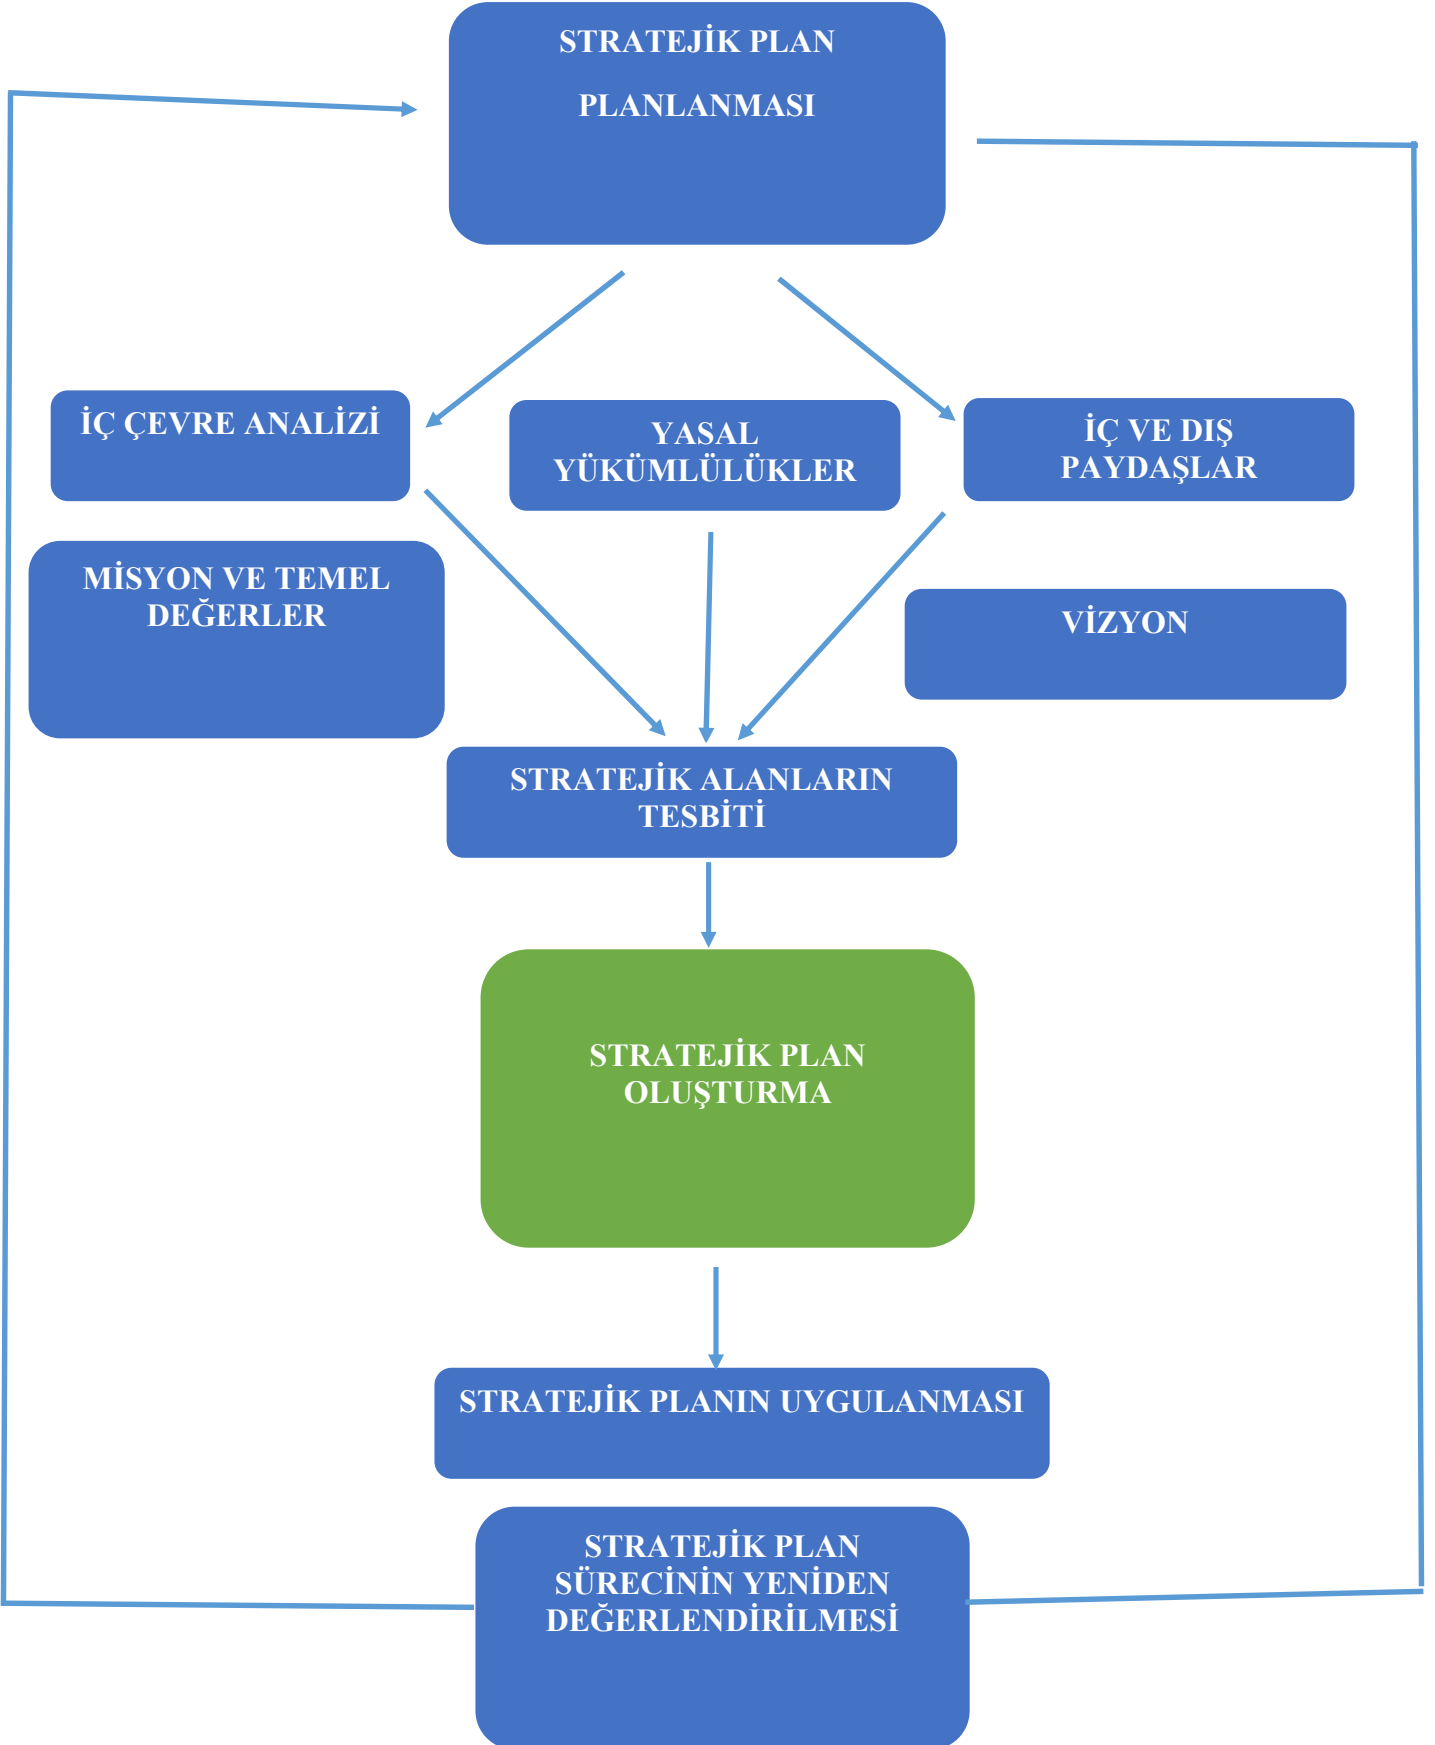 STRATEJİK PLAN
PLANLANMASI
İÇ ÇEVRE ANALİZİ
YASAL
YÜKÜMLÜLÜKLER
İÇ VE DIŞ
PAYDAŞLAR
MİSYON VE TEMEL
DEĞERLER
VİZYON
STRATEJİK ALANLARIN
TESBİTİ
STRATEJİK PLAN
OLUŞTURMA
STRATEJİK PLANIN UYGULANMASI
STRATEJİK PLAN
SÜRECİNİN YENİDEN
DEĞERLENDİRİLMESİ